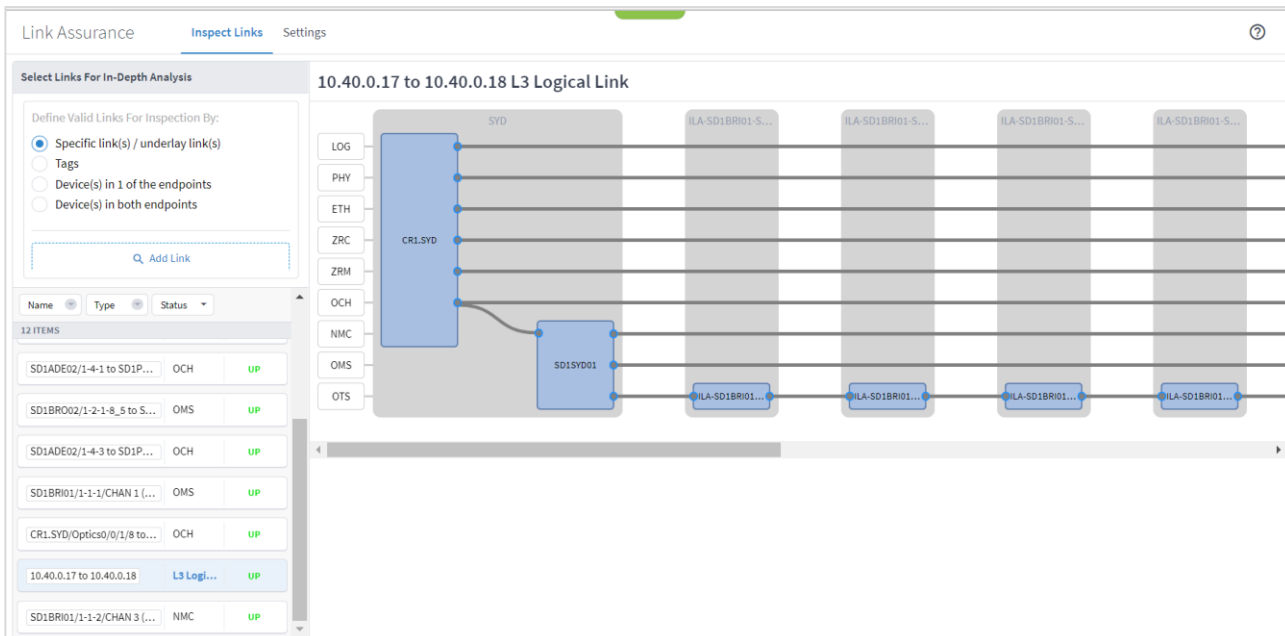 Link Assurance
Inspect Links
Settings
Select Links For In-Depth Analysis
Define Valid Links For Inspection By:
Specific link(s) / underlay link(s)
Tags
Device(s) in 1 of the endpoints
Device(s) in both endpoints
Add Link
Name Type Status
12 ITEMS
SD1ADE02/1-4-1 to SD1P... OCH UP
SD1BRO02/1-2-1-8_5 to S... OMS UP
SD1ADE02/1-4-3 to SD1P... OCH UP
SD1BRI01/1-1-1/CHAN 1 (... OMS UP
CR1.SYD/Optics0/0/1/8 to... OCH UP
10.40.0.17 to 10.40.0.18 L3 Logi... UP
SD1BRI01/1-1-2/CHAN 3 (... NMC UP
10.40.0.17 to 10.40.0.18 L3 Logical Link
SYD ILA-SD1BRI01-S... ILA-SD1BRI01-S... ILA-SD1BRI01-S... ILA-SD1BRI01-S...
LOG
PHY
ETH
ZRC CR1.SYD
ZRM
OCH
NMC
OMS SD1SYD01
OTS ILA-SD1BRI01... ILA-SD1BRI01... ILA-SD1BRI01... ILA-SD1BRI01...